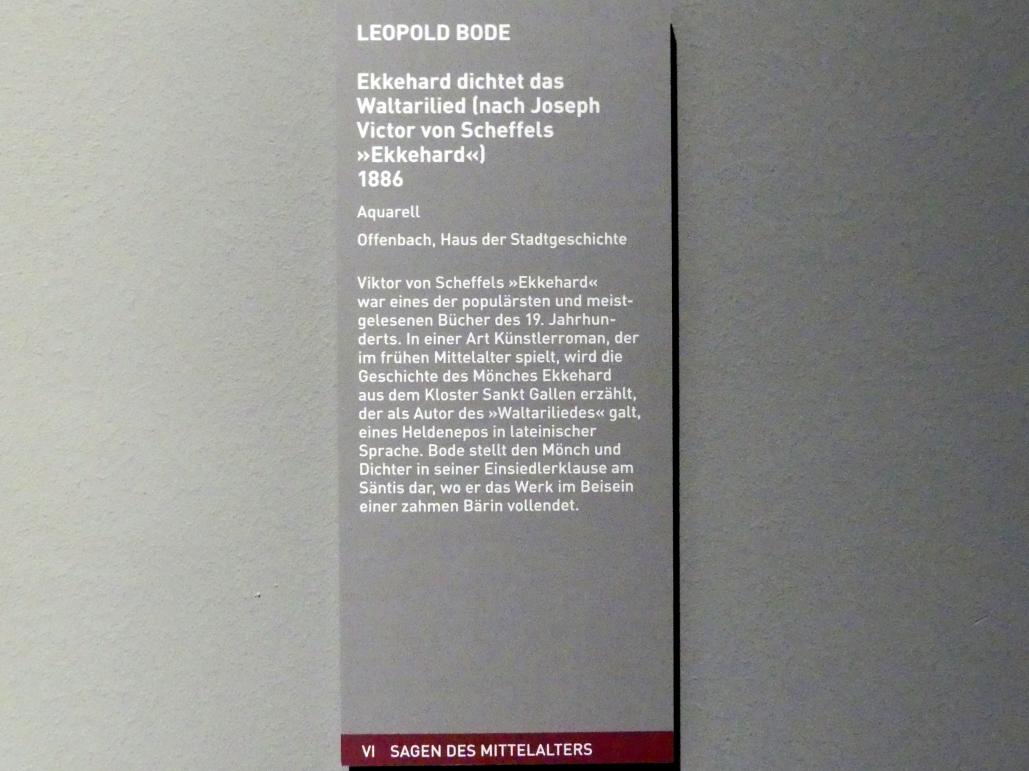 LEOPOLD BODE
Ekkehard dichtet das
Waltarilied (nach Joseph
Victor von Scheffels
»Ekkehard«)
1886
Aquarell
Offenbach, Haus der Stadtgeschichte
Viktor von Scheffels »Ekkehard«
war eines der populärsten und meist-
gelesenen Bücher des 19. Jahrhun-
derts. In einer Art Künstlerroman, der
im frühen Mittelalter spielt, wird die
Geschichte des Mönches Ekkehard
aus dem Kloster Sankt Gallen erzählt,
der als Autor des »Waltariliedes« galt,
eines Heldenepos in lateinischer
Sprache. Bode stellt den Mönch und
Dichter in seiner Einsiedlerklause am
Säntis dar, wo er das Werk im Beisein
einer zahmen Bärin vollendet.
VI SAGEN DES MITTELALTERS